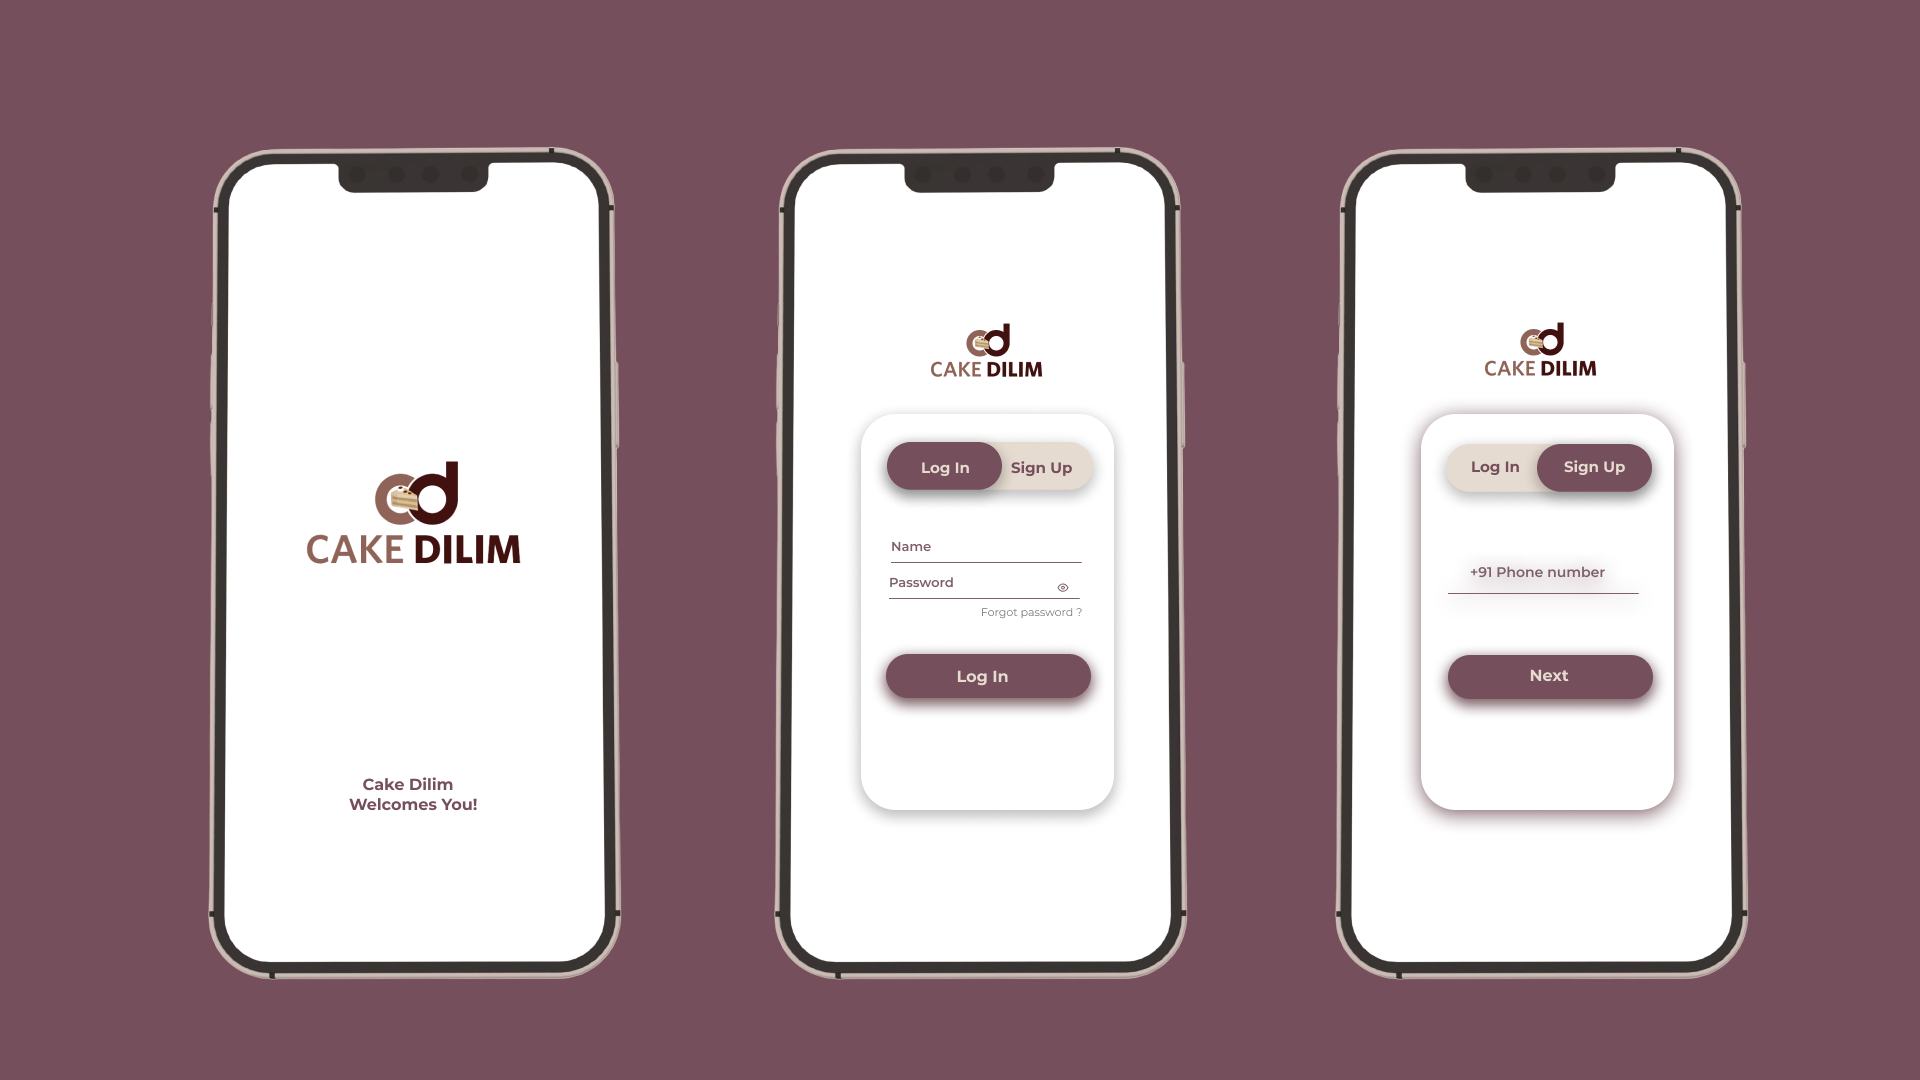 CAKE DILIM
Cake Dilim
Welcomes You!
CAKE DILIM
Log In
Sign Up
Name
Password
Forgot password ?
Log In
CAKE DILIM
Log In
Sign Up
+91 Phone number
Next